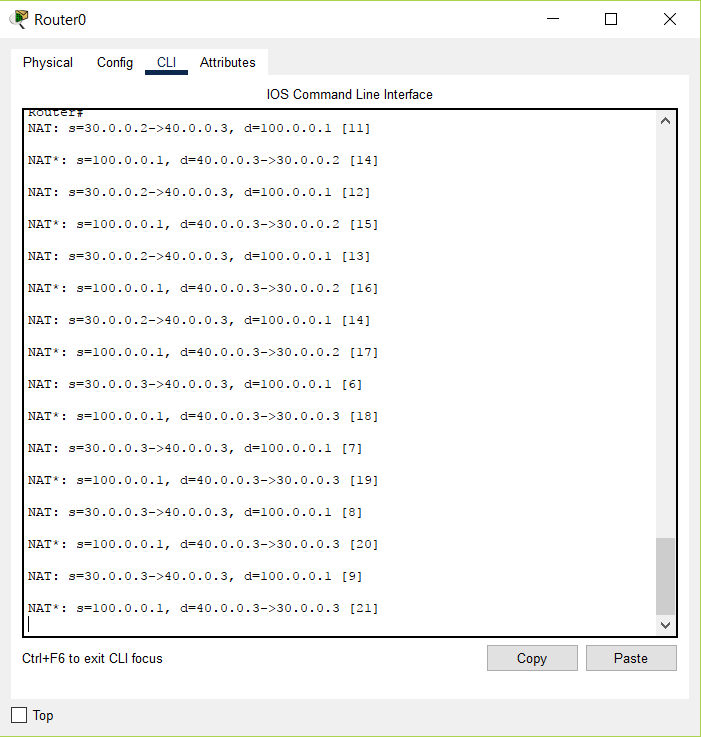 Router0
Physical Config CLI Attributes
IOS Command Line Interface
Router#
NAT: s=30.0.0.2->40.0.0.3, d=100.0.0.1 [11]
NAT*: s=100.0.0.1, d=40.0.0.3->30.0.0.2 [14]
NAT: s=30.0.0.2->40.0.0.3, d=100.0.0.1 [12]
NAT*: s=100.0.0.1, d=40.0.0.3->30.0.0.2 [15]
NAT: s=30.0.0.2->40.0.0.3, d=100.0.0.1 [13]
NAT*: s=100.0.0.1, d=40.0.0.3->30.0.0.2 [16]
NAT: s=30.0.0.2->40.0.0.3, d=100.0.0.1 [14]
NAT*: s=100.0.0.1, d=40.0.0.3->30.0.0.2 [17]
NAT: s=30.0.0.3->40.0.0.3, d=100.0.0.1 [6]
NAT*: s=100.0.0.1, d=40.0.0.3->30.0.0.3 [18]
NAT: s=30.0.0.3->40.0.0.3, d=100.0.0.1 [7]
NAT*: s=100.0.0.1, d=40.0.0.3->30.0.0.3 [19]
NAT: s=30.0.0.3->40.0.0.3, d=100.0.0.1 [8]
NAT*: s=100.0.0.1, d=40.0.0.3->30.0.0.3 [20]
NAT: s=30.0.0.3->40.0.0.3, d=100.0.0.1 [9]
NAT*: s=100.0.0.1, d=40.0.0.3->30.0.0.3 [21]
Ctrl+F6 to exit CLI focus
Copy Paste
Top